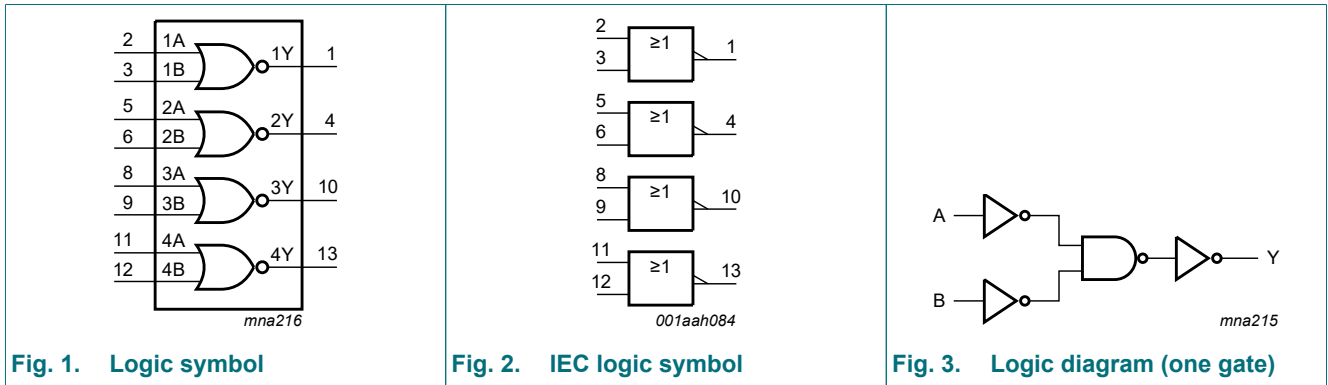 2 1A 1Y 1
3 1B
5 2A 2Y 4
6 2B
8 3A 3Y 10
9 3B
11 4A 4Y 13
12 4B
mna216
Fig. 1. Logic symbol
2 ≥1 1
3
5 ≥1 4
6
8 ≥1 10
9
11 ≥1 13
12
001aah084
Fig. 2. IEC logic symbol
A
Y
B
mna215
Fig. 3. Logic diagram (one gate)